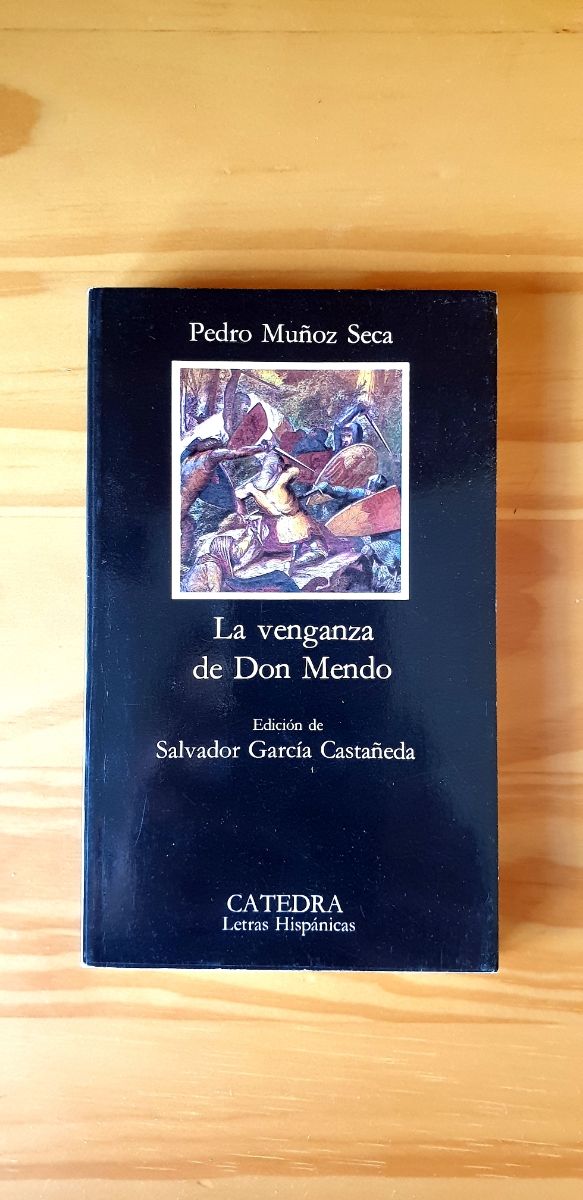 Pedro Muñoz Seca
La venganza
de Don Mendo
Edición de
Salvador García Castañeda
CATEDRA
Letras Hispánicas